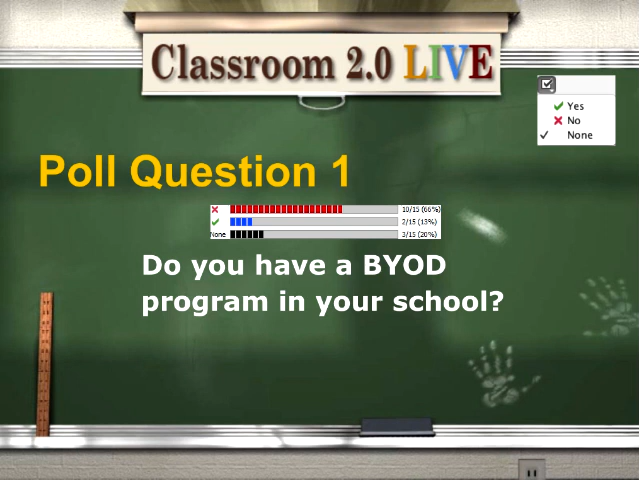 Classroom 2.0 LIVE
Yes
No
None
Poll Question 1
10/15 (66%)
2/15 (13%)
None 3/15 (20%)
Do you have a BYOD
program in your school?